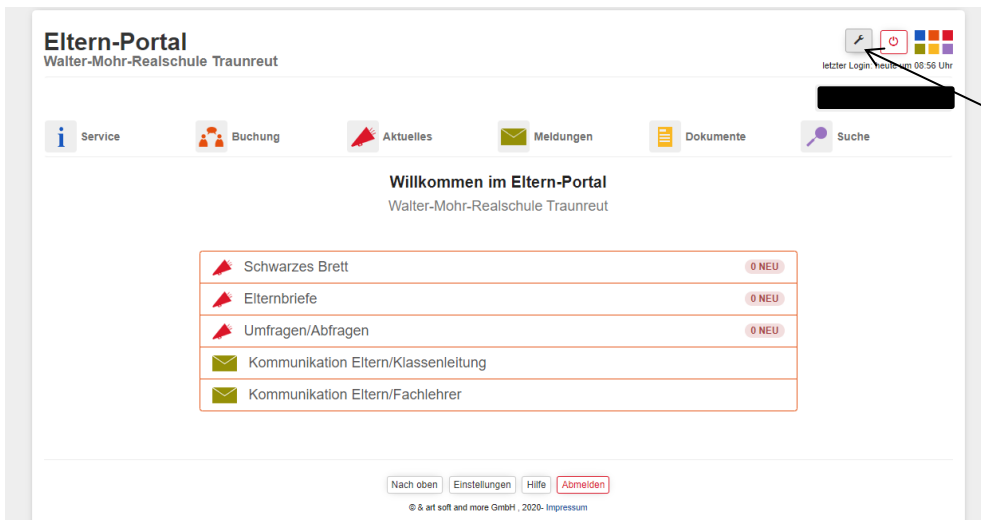 Eltern-Portal
Walter-Mohr-Realschule Traunreut
letzter Login: heute um 08:56 Uhr
Service Buchung Aktuelles Meldungen Dokumente Suche
Willkommen im Eltern-Portal
Walter-Mohr-Realschule Traunreut
Schwarzes Brett 0 NEU
Elternbriefe 0 NEU
Umfragen/Abfragen 0 NEU
Kommunikation Eltern/Klassenleitung
Kommunikation Eltern/Fachlehrer
Nach oben Einstellungen Hilfe Abmelden
© & art soft and more GmbH , 2020- Impressum